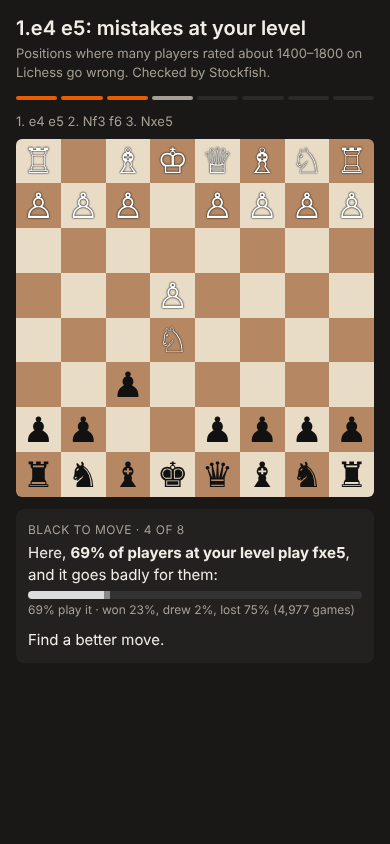 1.e4 e5: mistakes at your level
Positions where many players rated about 1400–1800 on
Lichess go wrong. Checked by Stockfish.
1. e4 e5 2. Nf3 f6 3. Nxe5
BLACK TO MOVE · 4 OF 8
Here, 69% of players at your level play fxe5,
and it goes badly for them:
69% play it · won 23%, drew 2%, lost 75% (4,977 games)
Find a better move.